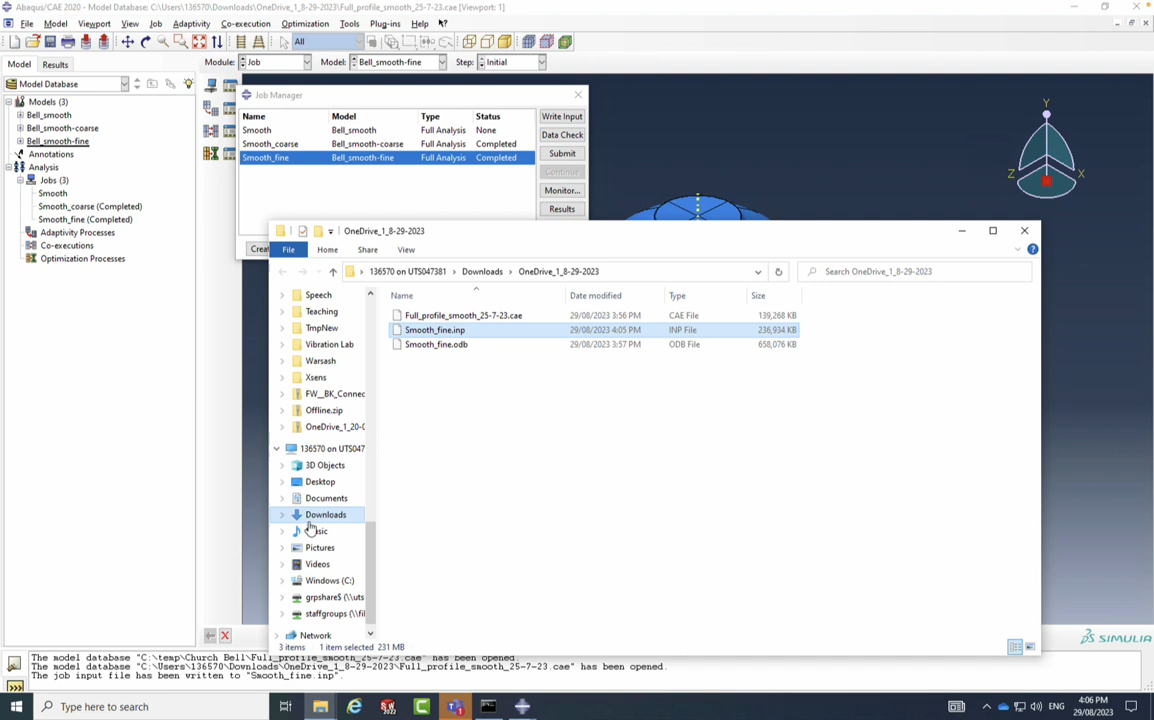 Abaqus/CAE 2020 - Model Database: C:\Users\136570\Downloads\OneDrive_1_8-29-2023\Full_profile_smooth_25-7-23.cae [Viewport: 1]
File Model Viewport View Job Adaptivity Co-execution Optimization Tools Plug-ins Help
All
Model Results Module: Job Model: Bell_smooth-fine Step: Initial
Model Database
Models (3)
Bell_smooth
Bell_smooth-coarse
Bell_smooth-fine
Annotations
Analysis
Jobs (3)
Smooth
Smooth_coarse (Completed)
Smooth_fine (Completed)
Adaptivity Processes
Co-executions
Optimization Processes
Job Manager
Name Model Type Status
Smooth Bell_smooth Full Analysis None
Smooth_coarse Bell_smooth-coarse Full Analysis Completed
Smooth_fine Bell_smooth-fine Full Analysis Completed
Write Input
Data Check
Submit
Continue
Monitor...
Results
Creat
Y
Z X
OneDrive_1_8-29-2023
File Home Share View
136570 on UTS047381 > Downloads > OneDrive_1_8-29-2023
Search OneDrive_1_8-29-2023
Name Date modified Type Size
Full_profile_smooth_25-7-23.cae 29/08/2023 3:56 PM CAE File 139,268 KB
Smooth_fine.inp 29/08/2023 4:05 PM INP File 236,934 KB
Smooth_fine.odb 29/08/2023 3:57 PM ODB File 658,076 KB
Speech
Teaching
TmpNew
Vibration Lab
Warsash
Xsens
FW__BK_Connec
Offline.zip
OneDrive_1_20-0
136570 on UTS047
3D Objects
Desktop
Documents
Downloads
Music
Pictures
Videos
Windows (C:)
grpshare$ (\\uts
staffgroups (\\fil
Network
3 items 1 item selected 231 MB
The model database "C:\temp\Church Bell\Full_profile_smooth_25-7-23.cae" has been opened.
The model database "C:\Users\136570\Downloads\OneDrive_1_8-29-2023\Full_profile_smooth_25-7-23.cae" has been opened.
The job input file has been written to "Smooth_fine.inp".
SIMULIA
Type here to search
ENG
4:06 PM
29/08/2023